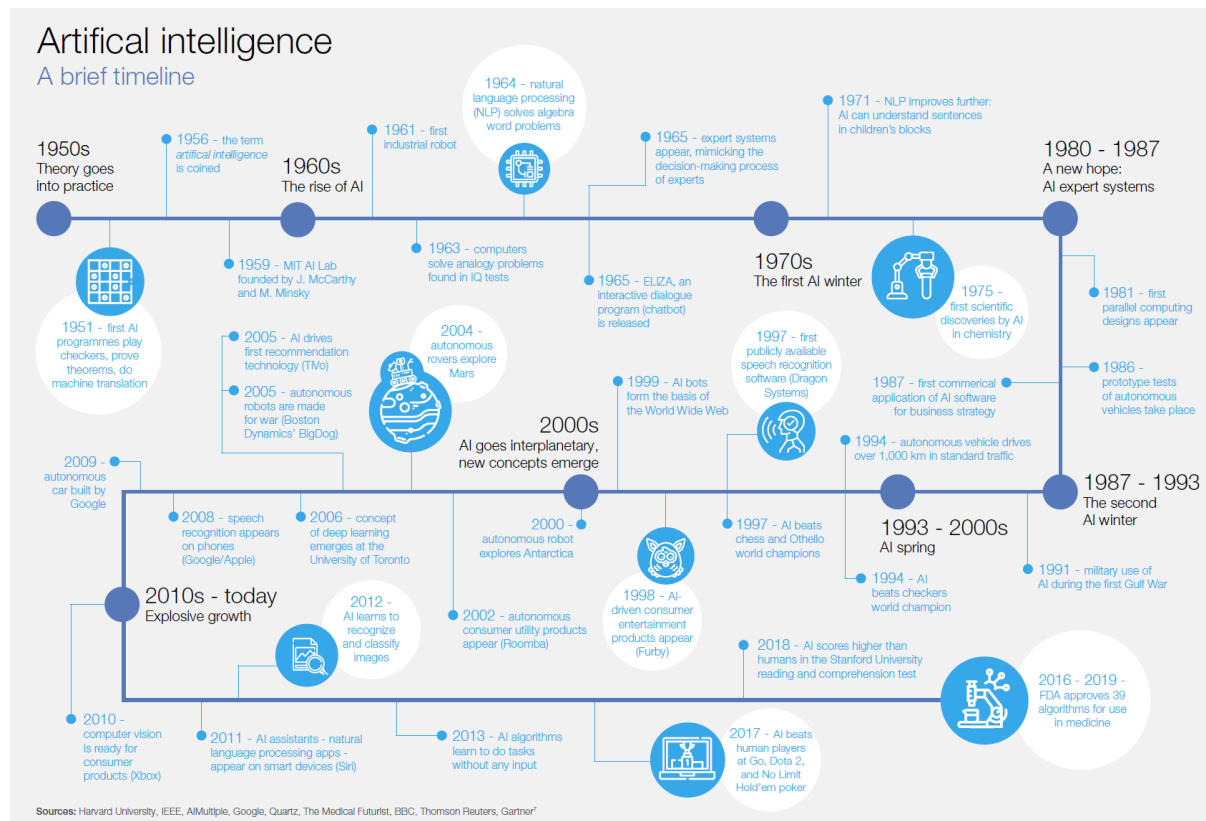 Artifical intelligence
A brief timeline
1950s
Theory goes
into practice
1951 - first AI
programmes play
checkers, prove
theorems, do
machine translation
1956 - the term
artifical intelligence
is coined
1959 - MIT AI Lab
founded by J. McCarthy
and M. Minsky
1960s
The rise of AI
1961 - first
industrial robot
1963 - computers
solve analogy problems
found in IQ tests
1964 - natural
language processing
(NLP) solves algebra
word problems
1965 - expert systems
appear, mimicking the
decision-making process
of experts
1965 - ELIZA, an
interactive dialogue
program (chatbot)
is released
1970s
The first AI winter
1971 - NLP improves further:
AI can understand sentences
in children's blocks
1975 -
first scientific
discoveries by AI
in chemistry
1980 - 1987
A new hope:
AI expert systems
1981 - first
parallel computing
designs appear
1986 -
prototype tests
of autonomous
vehicles take place
1987 - first commerical
application of AI software
for business strategy
1987 - 1993
The second
AI winter
1991 - military use of
AI during the first Gulf War
1993 - 2000s
AI spring
1994 - autonomous vehicle drives
over 1,000 km in standard traffic
1994 - AI
beats checkers
world champion
1997 - first
publicly available
speech recognition
software (Dragon
Systems)
1997 - AI beats
chess and Othello
world champions
1998 - AI-
driven consumer
entertainment
products appear
(Furby)
1999 - AI bots
form the basis of
the World Wide Web
2000s
AI goes interplanetary,
new concepts emerge
2000 -
autonomous robot
explores Antarctica
2002 - autonomous
consumer utility products
appear (Roomba)
2004 -
autonomous
rovers explore
Mars
2005 - AI drives
first recommendation
technology (TiVo)
2005 - autonomous
robots are made
for war (Boston
Dynamics' BigDog)
2006 - concept
of deep learning
emerges at the
University of Toronto
2008 - speech
recognition appears
on phones
(Google/Apple)
2009 -
autonomous
car built by
Google
2010s - today
Explosive growth
2010 -
computer vision
is ready for
consumer
products (Xbox)
2011 - AI assistants - natural
language processing apps -
appear on smart devices (Siri)
2012 -
AI learns to
recognize
and classify
images
2013 - AI algorithms
learn to do tasks
without any input
2017 - AI beats
human players
at Go, Dota 2,
and No Limit
Hold'em poker
2018 - AI scores higher than
humans in the Stanford University
reading and comprehension test
2016 - 2019 -
FDA approves 39
algorithms for use
in medicine
Sources: Harvard University, IEEE, AIMultiple, Google, Quartz, The Medical Futurist, BBC, Thomson Reuters, Gartner⁷